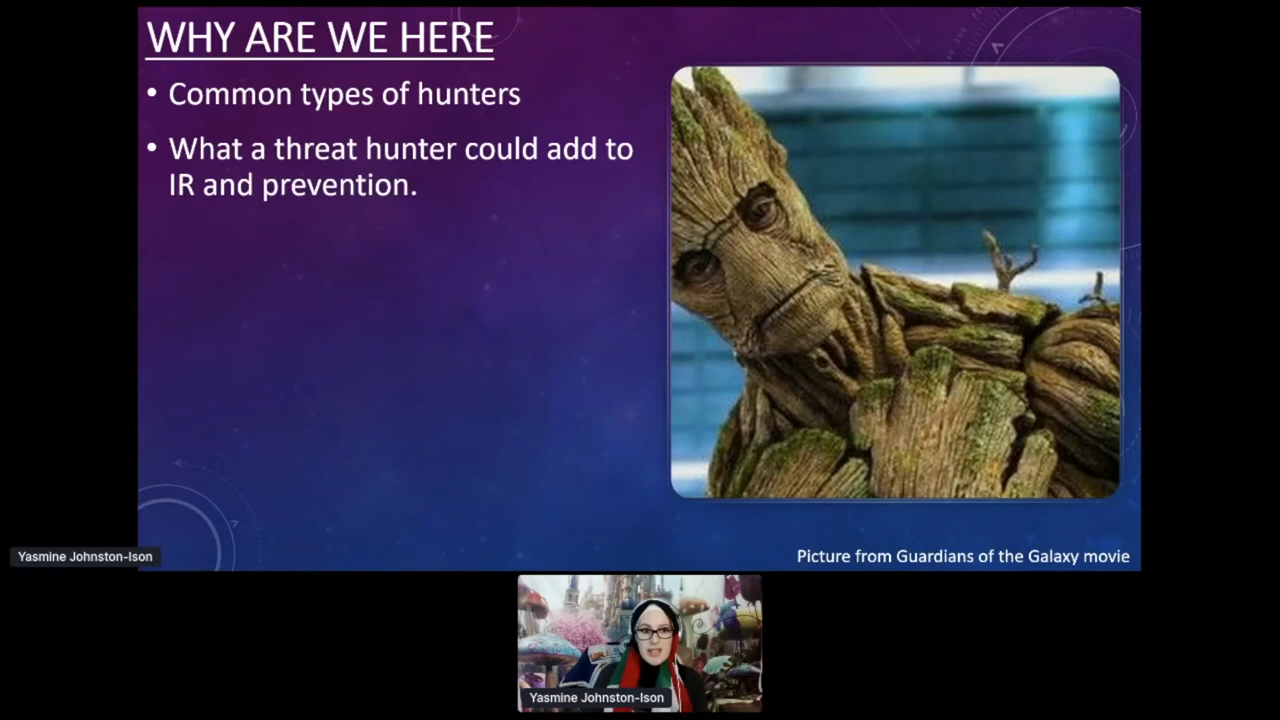 WHY ARE WE HERE
• Common types of hunters
• What a threat hunter could add to
IR and prevention.
Picture from Guardians of the Galaxy movie
Yasmine Johnston-Ison
Yasmine Johnston-Ison